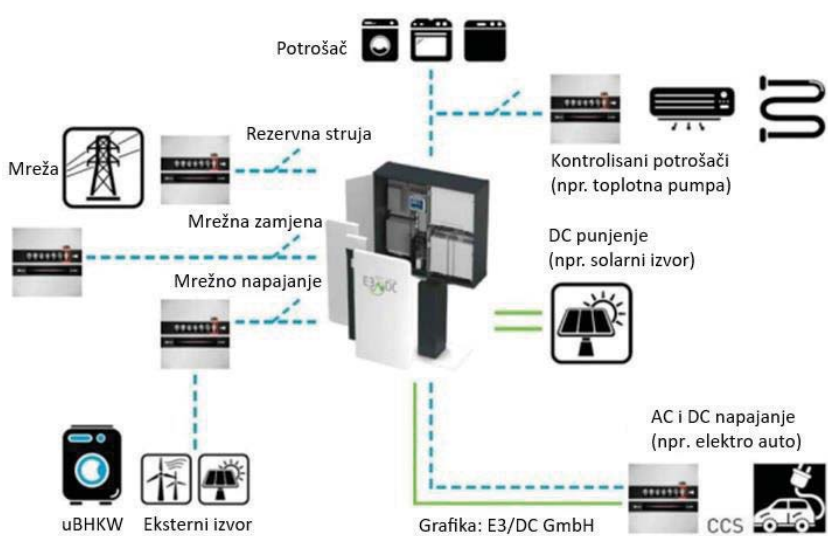 Potrošač
Rezervna struja
Mreža
Kontrolisani potrošači
(npr. toplotna pumpa)
Mrežna zamjena
DC punjenje
(npr. solarni izvor)
Mrežno napajanje
E3/DC
AC i DC napajanje
(npr. elektro auto)
uBHKW
Eksterni izvor
Grafika: E3/DC GmbH
CCS